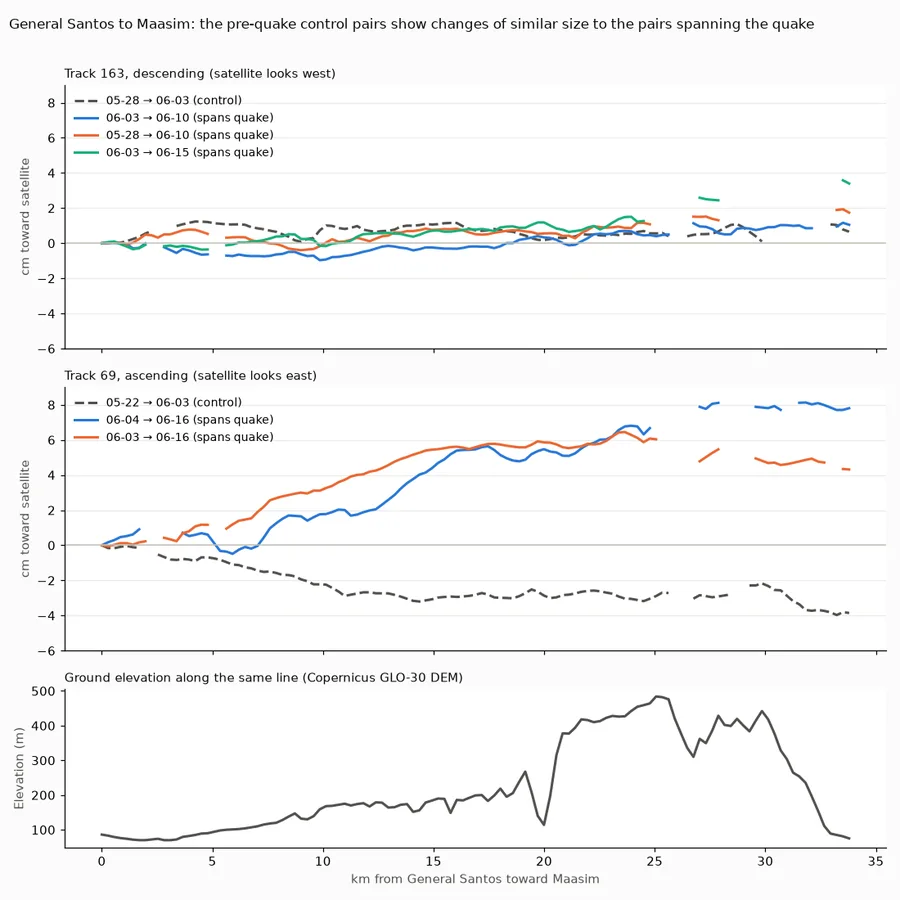 General Santos to Maasim: the pre-quake control pairs show changes of similar size to the pairs spanning the quake
Track 163, descending (satellite looks west)
cm toward satellite
8
6
4
2
0
−2
−4
−6
05-28 → 06-03 (control)
06-03 → 06-10 (spans quake)
05-28 → 06-10 (spans quake)
06-03 → 06-15 (spans quake)
Track 69, ascending (satellite looks east)
cm toward satellite
8
6
4
2
0
−2
−4
−6
05-22 → 06-03 (control)
06-04 → 06-16 (spans quake)
06-03 → 06-16 (spans quake)
Ground elevation along the same line (Copernicus GLO-30 DEM)
Elevation (m)
500
400
300
200
100
0 5 10 15 20 25 30 35
km from General Santos toward Maasim